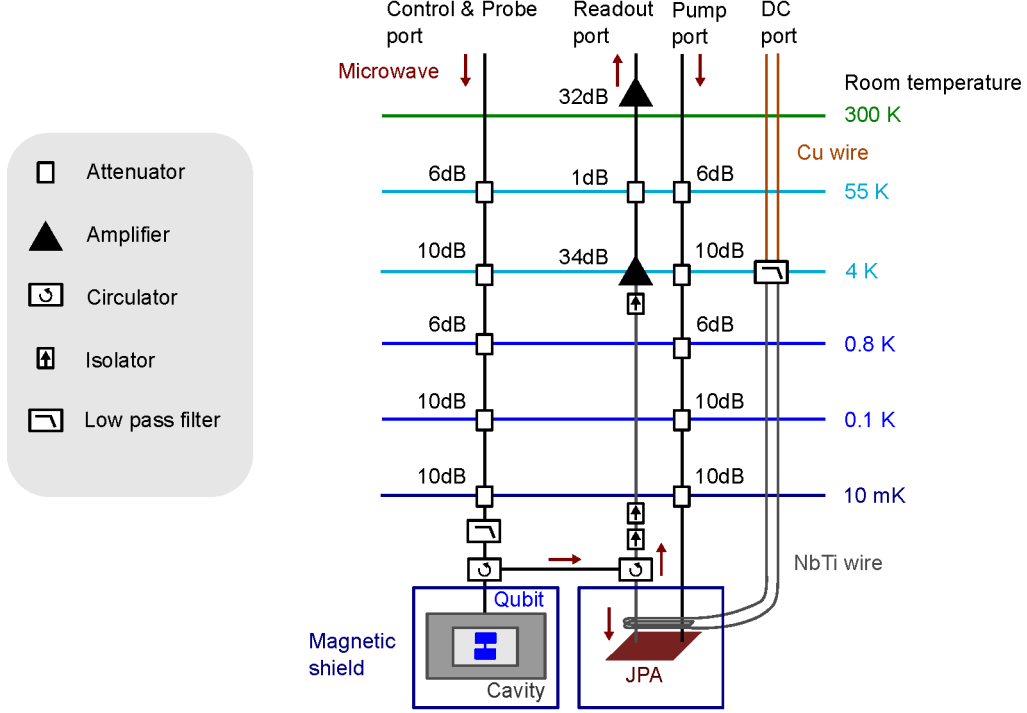 Control & Probe port
Readout port
Pump port
DC port
Microwave
Room temperature
32dB
300 K
Cu wire
6dB
1dB
6dB
55 K
10dB
34dB
10dB
4 K
6dB
6dB
0.8 K
10dB
10dB
0.1 K
10dB
10dB
10 mK
NbTi wire
Qubit
Magnetic shield
Cavity
JPA
Attenuator
Amplifier
Circulator
Isolator
Low pass filter